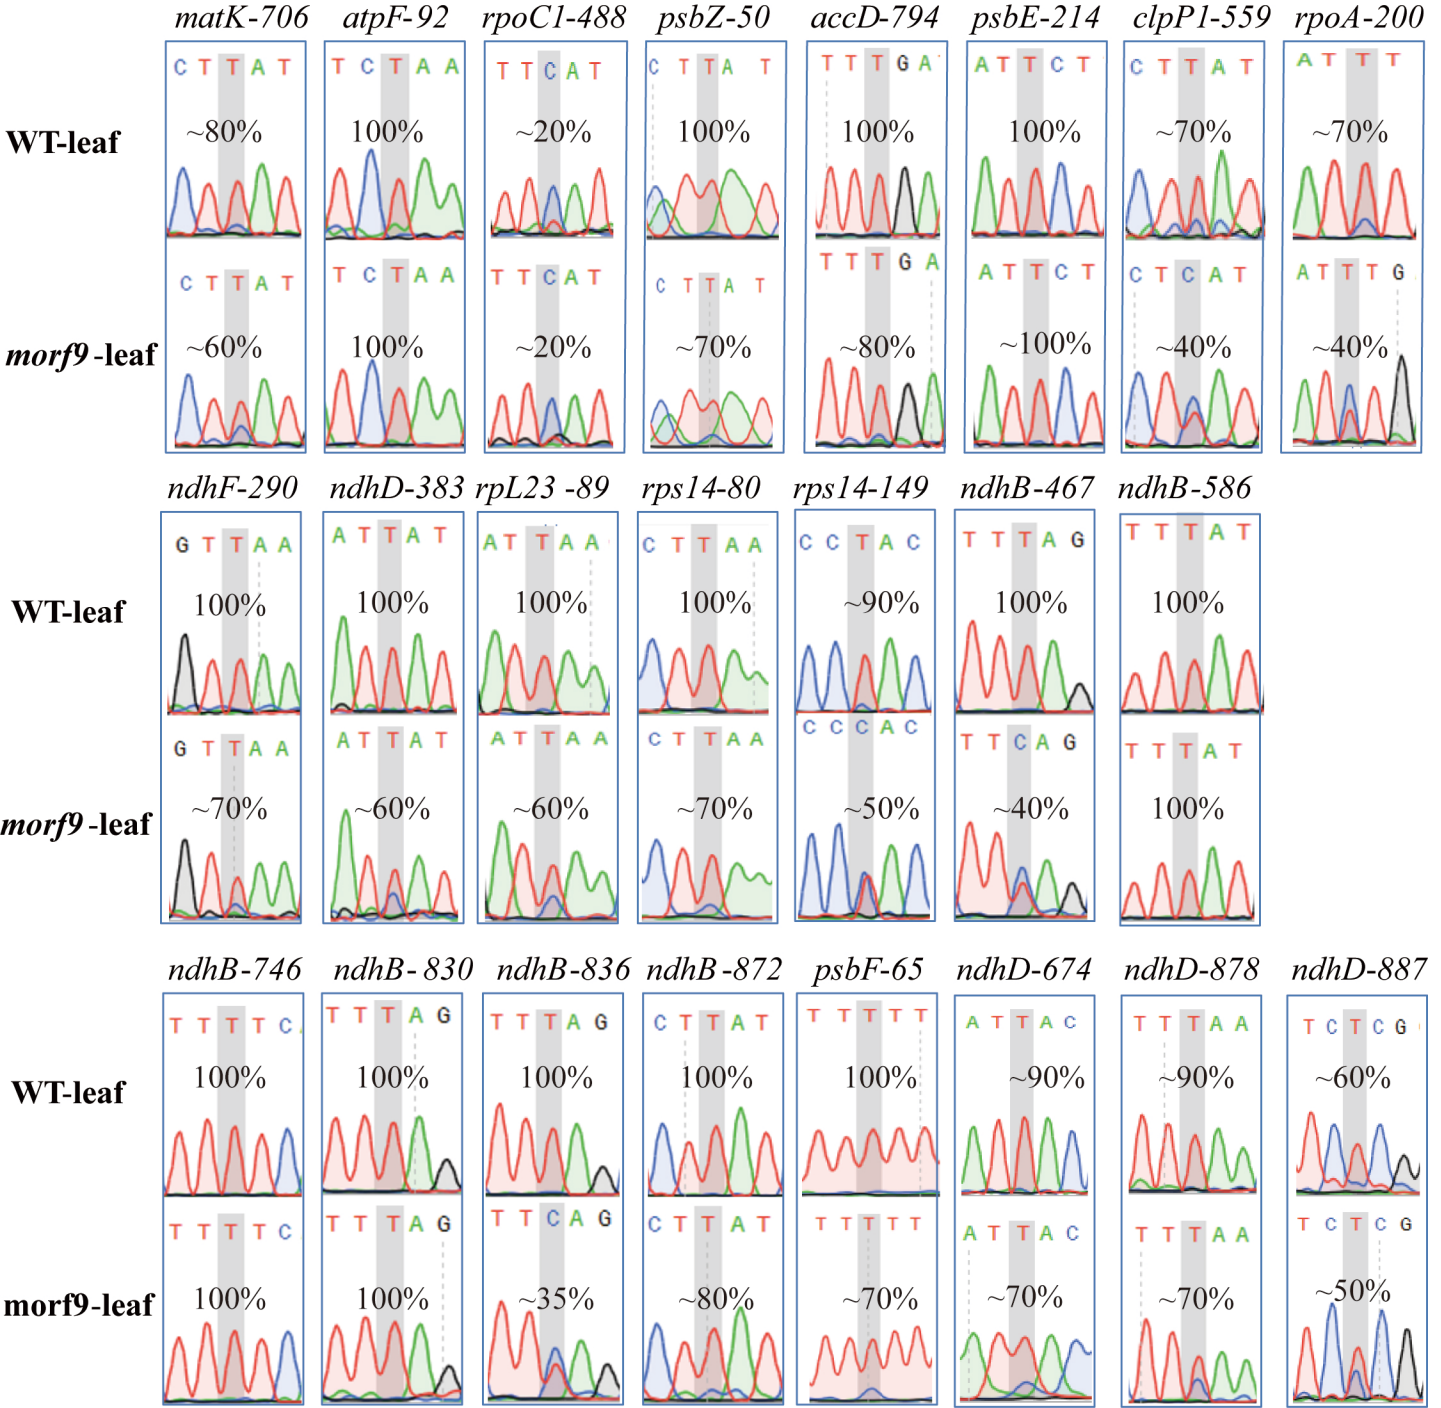 matK-706 atpF-92 rpoC1-488 psbZ-50 accD-794 psbE-214 clpP1-559 rpoA-200
C T T A T T C T A A T T C A T C T T A T T T T G A A T T C T C T T A T A T T T
WT-leaf ~80% 100% ~20% 100% 100% 100% ~70% ~70%
C T T A T T C T A A T T C A T C T T A T T T T G A A T T C T C T C A T A T T T G
morf9-leaf ~60% 100% ~20% ~70% ~80% ~100% ~40% ~40%
ndhF-290 ndhD-383 rpL23 -89 rps14-80 rps14-149 ndhB-467 ndhB-586
G T T A A A T T A T A T T A A C T T A A C C T A C T T T A G T T T A T
WT-leaf 100% 100% 100% 100% ~90% 100% 100%
G T T A A A T T A T A T T A A C T T A A C C C A C T T C A G T T T A T
morf9-leaf ~70% ~60% ~60% ~70% ~50% ~40% 100%
ndhB-746 ndhB-830 ndhB-836 ndhB-872 psbF-65 ndhD-674 ndhD-878 ndhD-887
T T T T C T T T A G T T T A G C T T A T T T T T T A T T A C T T T A A T C T C G
WT-leaf 100% 100% 100% 100% 100% ~90% ~90% ~60%
T T T T C T T T A G T T C A G C T T A T T T T T T A T T A C T T T A A T C T C G
morf9-leaf 100% 100% ~35% ~80% ~70% ~70% ~70% ~50%